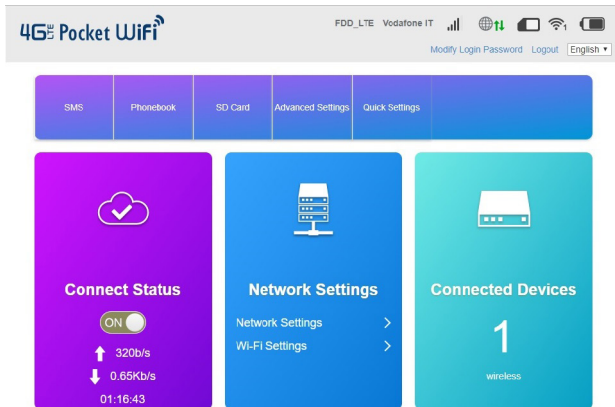 4G LTE Pocket WiFi
FDD_LTE Vodafone IT
1
Modify Login Password Logout English
SMS Phonebook SD Card Advanced Settings Quick Settings
Connect Status
ON
320b/s
0.65Kb/s
01:16:43
Network Settings
Network Settings
Wi-Fi Settings
Connected Devices
1
wireless